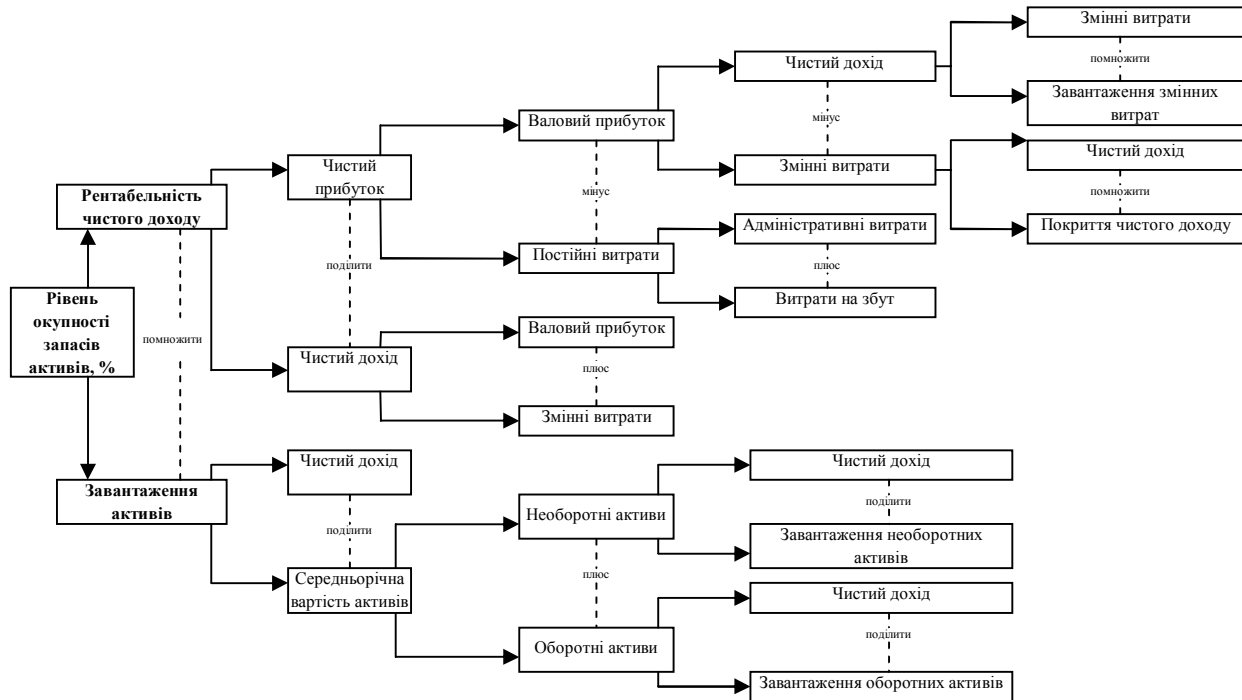 Рівень
окупності
запасів
активів, %
Рентабельність
чистого доходу
помножити
Завантаження
активів
Чистий
прибуток
поділити
Чистий дохід
Чистий дохід
поділити
Середньорічна
вартість активів
Валовий прибуток
мінус
Постійні витрати
Валовий прибуток
плюс
Змінні витрати
Необоротні активи
плюс
Оборотні активи
Чистий дохід
мінус
Змінні витрати
Адміністративні витрати
плюс
Витрати на збут
Чистий дохід
поділити
Завантаження необоротних
активів
Чистий дохід
поділити
Завантаження оборотних активів
Змінні витрати
помножити
Завантаження змінних
витрат
Чистий дохід
помножити
Покриття чистого доходу